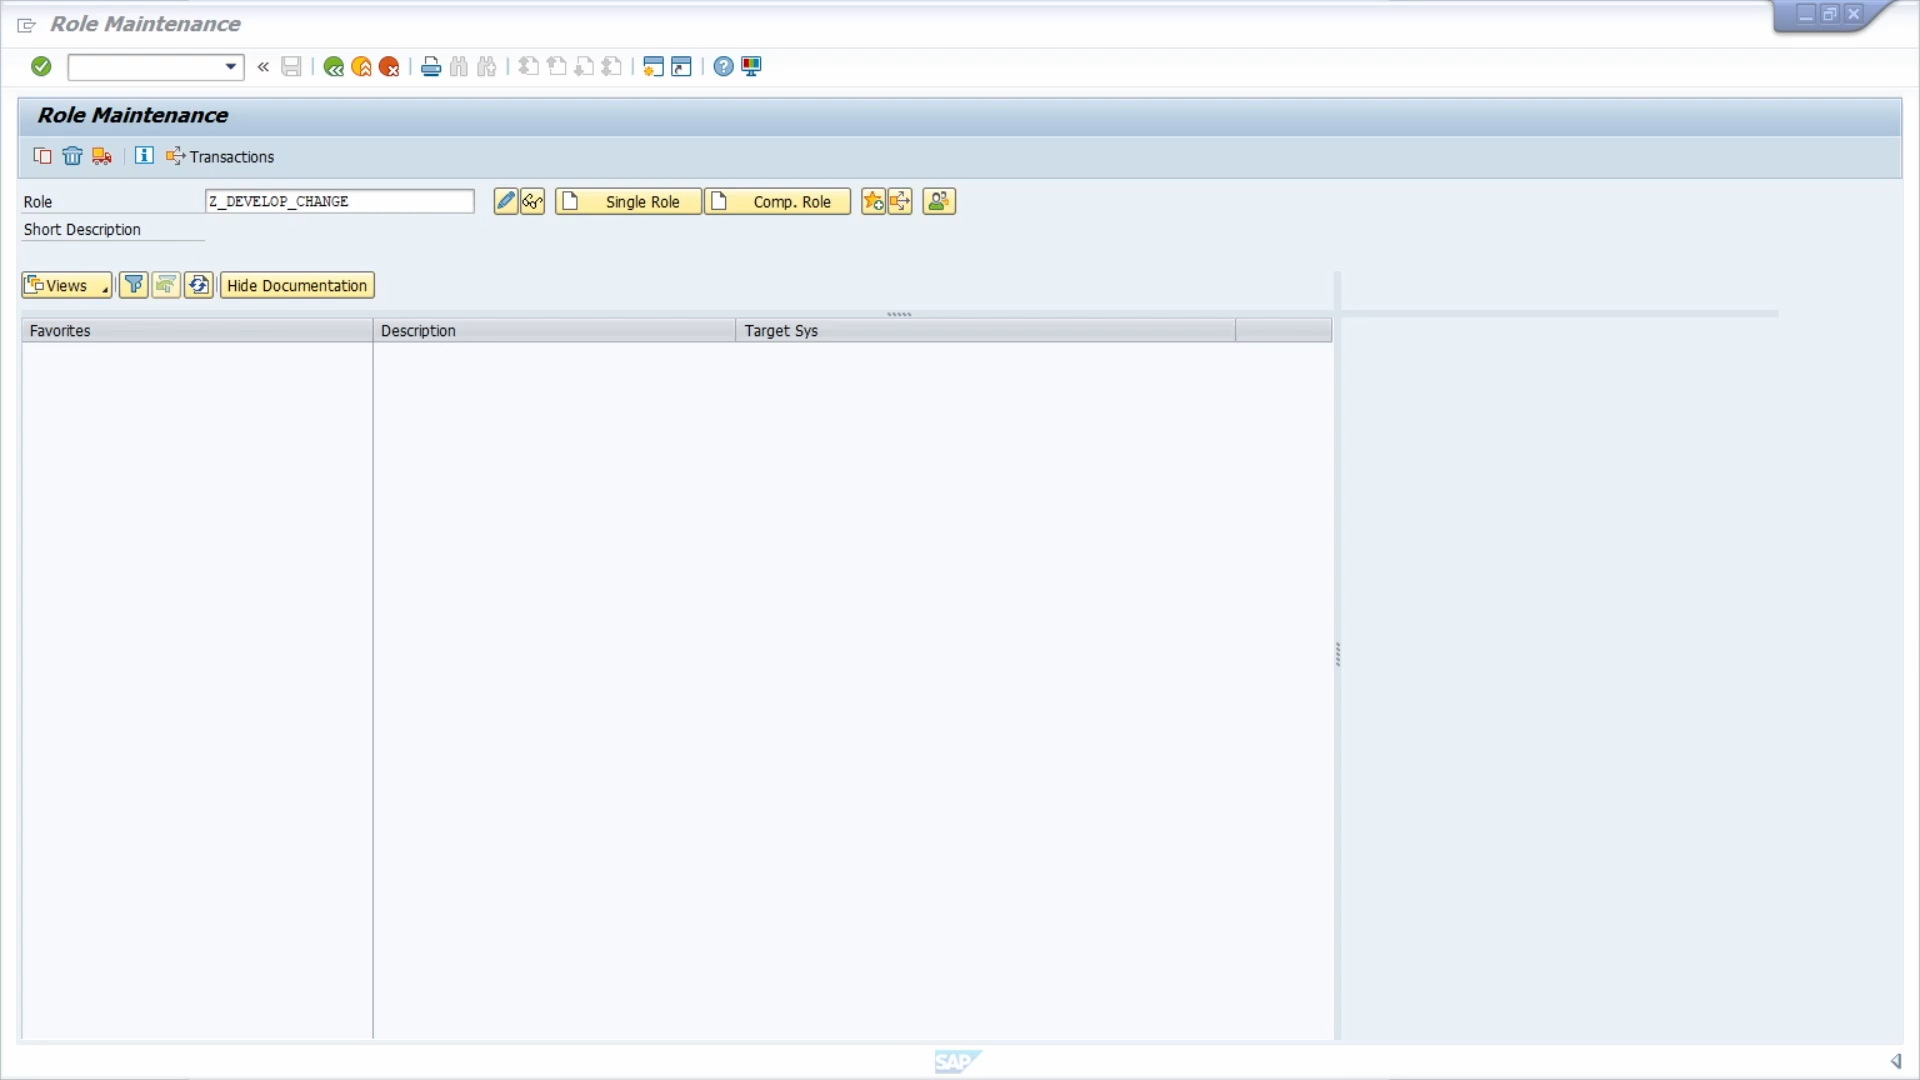 Role Maintenance
Role Maintenance
Transactions
Role Z_DEVELOP_CHANGE Single Role Comp. Role
Short Description
Views Hide Documentation
Favorites Description Target Sys
SAP